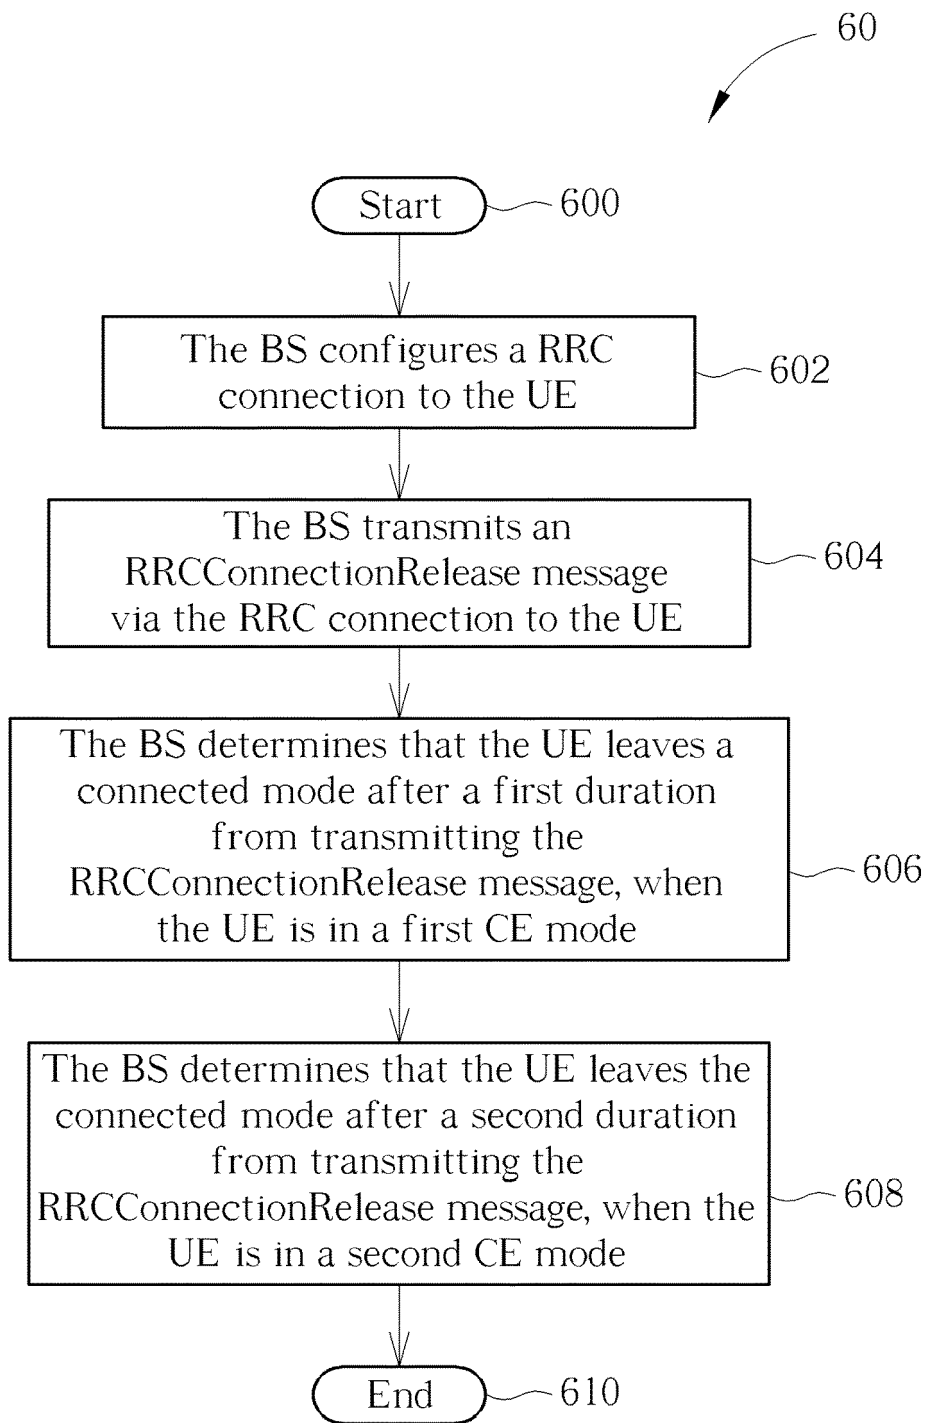 60
Start
600
The BS configures a RRC
connection to the UE
602
The BS transmits an
RRCConnectionRelease message
via the RRC connection to the UE
604
The BS determines that the UE leaves a
connected mode after a first duration
from transmitting the
RRCConnectionRelease message, when
the UE is in a first CE mode
606
The BS determines that the UE leaves the
connected mode after a second duration
from transmitting the
RRCConnectionRelease message, when the
UE is in a second CE mode
608
End
610